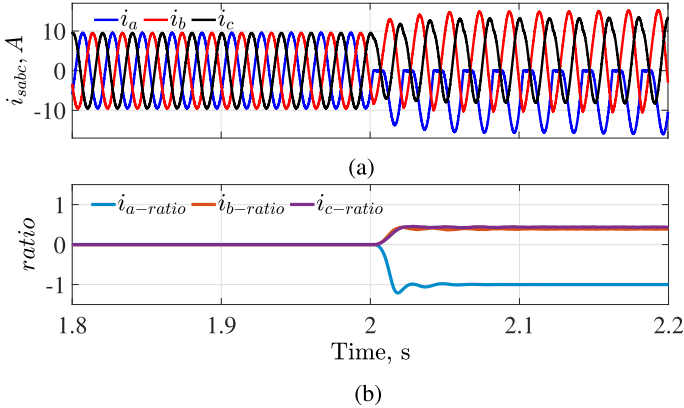 i_a i_b i_c
i_sabc, A
10
0
-10
(a)
i_a-ratio i_b-ratio i_c-ratio
ratio
1
0
-1
1.8 1.9 2 2.1 2.2
Time, s
(b)